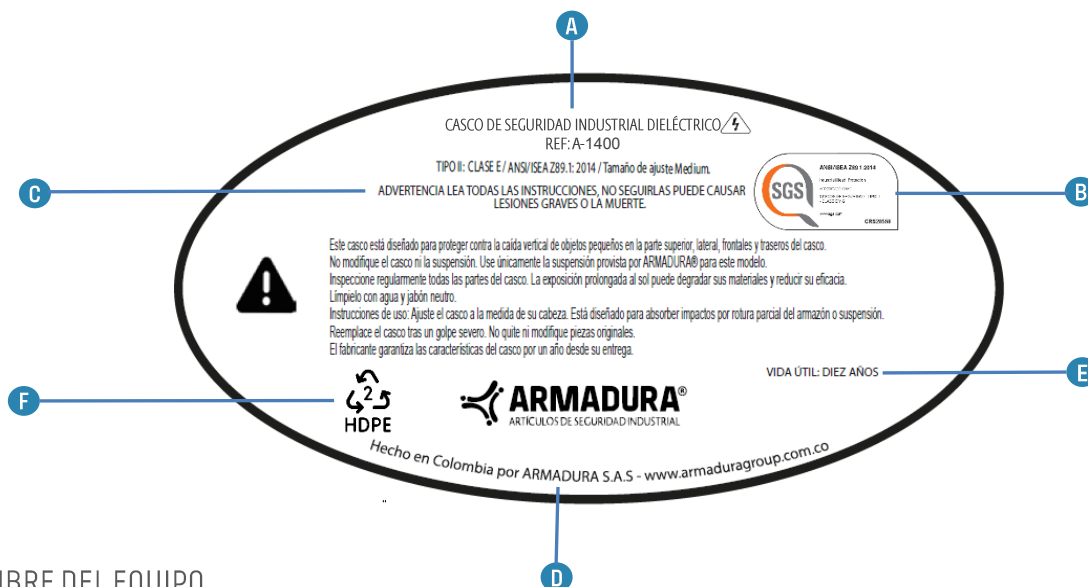 A
CASCO DE SEGURIDAD INDUSTRIAL DIELÉCTRICO
REF: A-1400
TIPO II: CLASE E / ANSI/ISEA Z89.1: 2014 / Tamaño de ajuste Medium.
SGS
ANSI/ISEA Z89.1:2014
Industrial Head Protection
B
C
ADVERTENCIA LEA TODAS LAS INSTRUCCIONES, NO SEGUIRLAS PUEDE CAUSAR
LESIONES GRAVES O LA MUERTE.
Este casco está diseñado para proteger contra la caída vertical de objetos pequeños en la parte superior, lateral, frontales y traseros del casco.
No modifique el casco ni la suspensión. Use únicamente la suspensión provista por ARMADURA® para este modelo.
Inspeccione regularmente todas las partes del casco. La exposición prolongada al sol puede degradar sus materiales y reducir su eficacia.
Límpielo con agua y jabón neutro.
Instrucciones de uso: Ajuste el casco a la medida de su cabeza. Está diseñado para absorber impactos por rotura parcial del armazón o suspensión.
Reemplace el casco tras un golpe severo. No quite ni modifique piezas originales.
El fabricante garantiza las características del casco por un año desde su entrega.
VIDA ÚTIL: DIEZ AÑOS
E
F
2
HDPE
ARMADURA®
ARTÍCULOS DE SEGURIDAD INDUSTRIAL
Hecho en Colombia por ARMADURA S.A.S - www.armaduragroup.com.co
D
BRE DEL EQUIPO